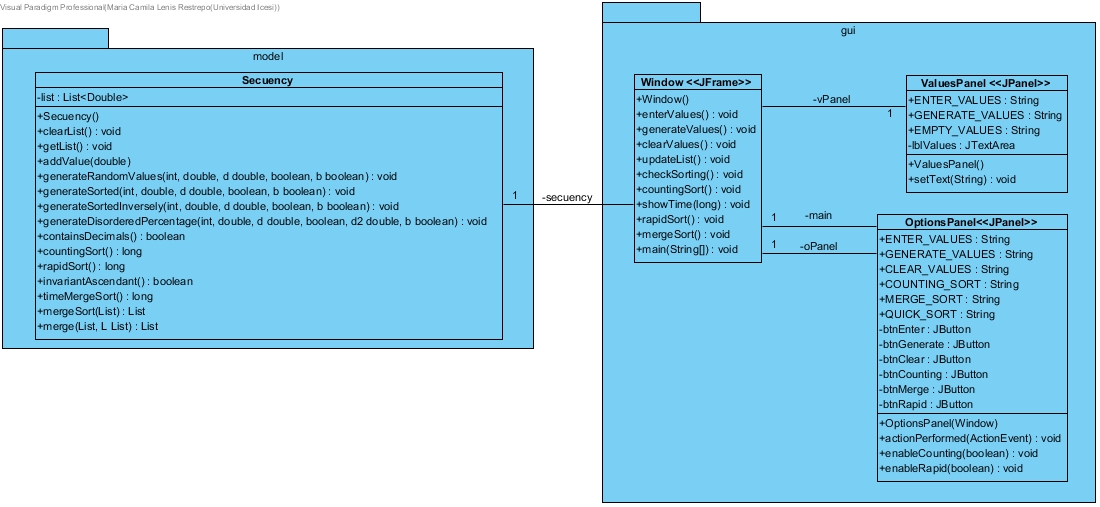 Visual Paradigm Professional(Maria Camila Lenis Restrepo(Universidad Icesi))
model
Secuency
-list : List<Double>
+Secuency()
+clearList() : void
+getList() : void
+addValue(double)
+generateRandomValues(int, double, d double, boolean, b boolean) : void
+generateSorted(int, double, d double, boolean, b boolean) : void
+generateSortedInversely(int, double, d double, boolean, b boolean) : void
+generateDisorderedPercentage(int, double, d double, boolean, d2 double, b boolean) : void
+containsDecimals() : boolean
+countingSort() : long
+rapidSort() : long
+invariantAscendant() : boolean
+timeMergeSort() : long
+mergeSort(List) : List
+merge(List, L List) : List
1
-secuency
gui
Window <<JFrame>>
+Window()
+enterValues() : void
+generateValues() : void
+clearValues() : void
+updateList() : void
+checkSorting() : void
+countingSort() : void
+showTime(long) : void
+rapidSort() : void
+mergeSort() : void
+main(String[]) : void
-vPanel
1
1
-main
1
-oPanel
ValuesPanel <<JPanel>>
+ENTER_VALUES : String
+GENERATE_VALUES : String
+EMPTY_VALUES : String
-lblValues : JTextArea
+ValuesPanel()
+setText(String) : void
OptionsPanel<<JPanel>>
+ENTER_VALUES : String
+GENERATE_VALUES : String
+CLEAR_VALUES : String
+COUNTING_SORT : String
+MERGE_SORT : String
+QUICK_SORT : String
-btnEnter : JButton
-btnGenerate : JButton
-btnClear : JButton
-btnCounting : JButton
-btnMerge : JButton
-btnRapid : JButton
+OptionsPanel(Window)
+actionPerformed(ActionEvent) : void
+enableCounting(boolean) : void
+enableRapid(boolean) : void